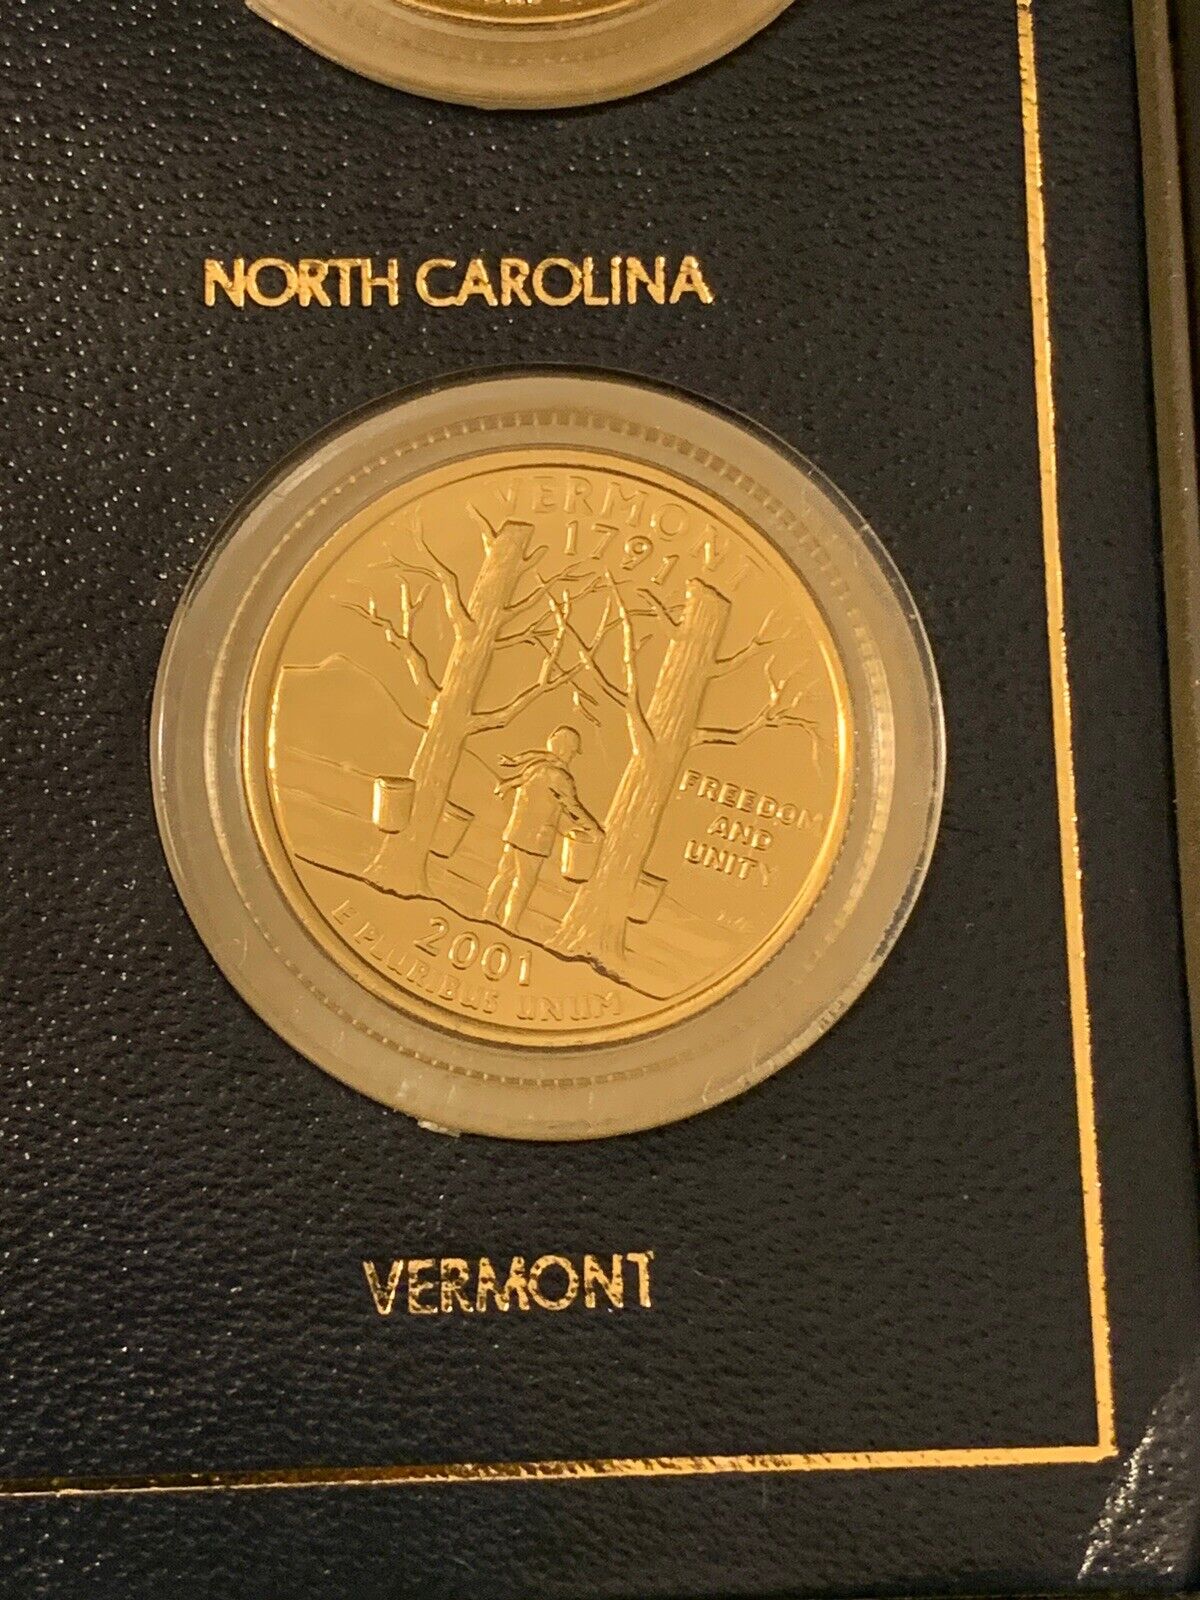 NORTH CAROLINA
VERMONT
1791
FREEDOM
AND
UNITY
2001
E PLURIBUS UNUM
VERMONT